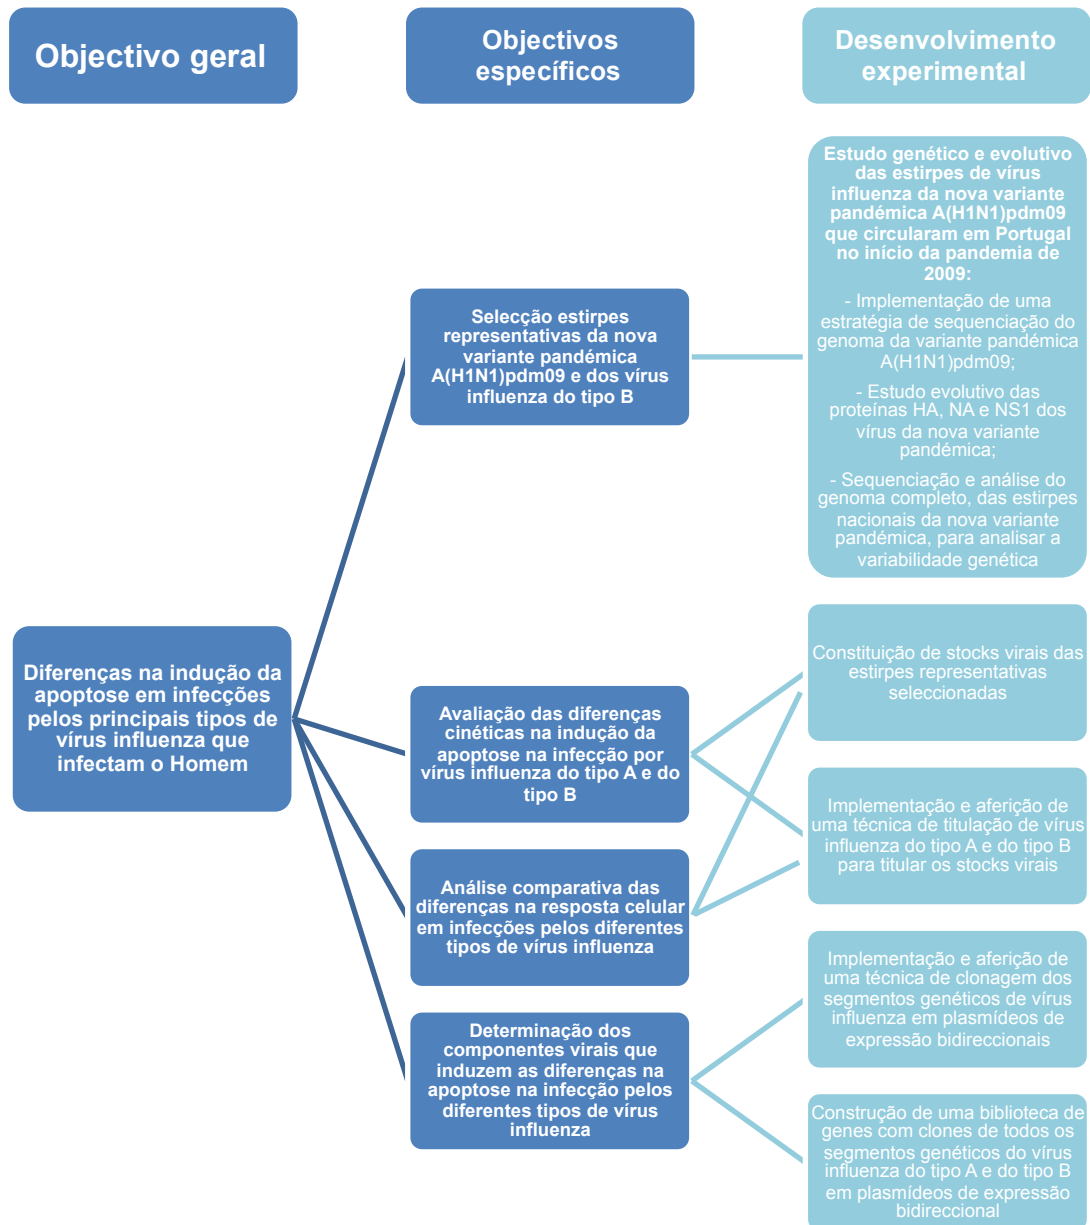 Objectivo geral
Objectivos
específicos
Desenvolvimento
experimental
Estudo genético e evolutivo
das estirpes de vírus
influenza da nova variante
pandémica A(H1N1)pdm09
que circularam em Portugal
no início da pandemia de
2009:
- Implementação de uma
estratégia de sequenciação do
genoma da variante pandémica
A(H1N1)pdm09;
- Estudo evolutivo das
proteínas HA, NA e NS1 dos
vírus da nova variante
pandémica;
- Sequenciação e análise do
genoma completo, das estirpes
nacionais da nova variante
pandémica, para analisar a
variabilidade genética
Selecção estirpes
representativas da nova
variante pandémica
A(H1N1)pdm09 e dos vírus
influenza do tipo B
Diferenças na indução da
apoptose em infecções
pelos principais tipos de
vírus influenza que
infectam o Homem
Avaliação das diferenças
cinéticas na indução da
apoptose na infecção por
vírus influenza do tipo A e do
tipo B
Análise comparativa das
diferenças na resposta celular
em infecções pelos diferentes
tipos de vírus influenza
Determinação dos
componentes virais que
induzem as diferenças na
apoptose na infecção pelos
diferentes tipos de vírus
influenza
Constituição de stocks virais das
estirpes representativas
seleccionadas
Implementação e aferição de
uma técnica de titulação de vírus
influenza do tipo A e do tipo B
para titular os stocks virais
Implementação e aferição de
uma técnica de clonagem dos
segmentos genéticos de vírus
influenza em plasmídeos de
expressão bidireccionais
Construção de uma biblioteca de
genes com clones de todos os
segmentos genéticos do vírus
influenza do tipo A e do tipo B
em plasmídeos de expressão
bidireccional